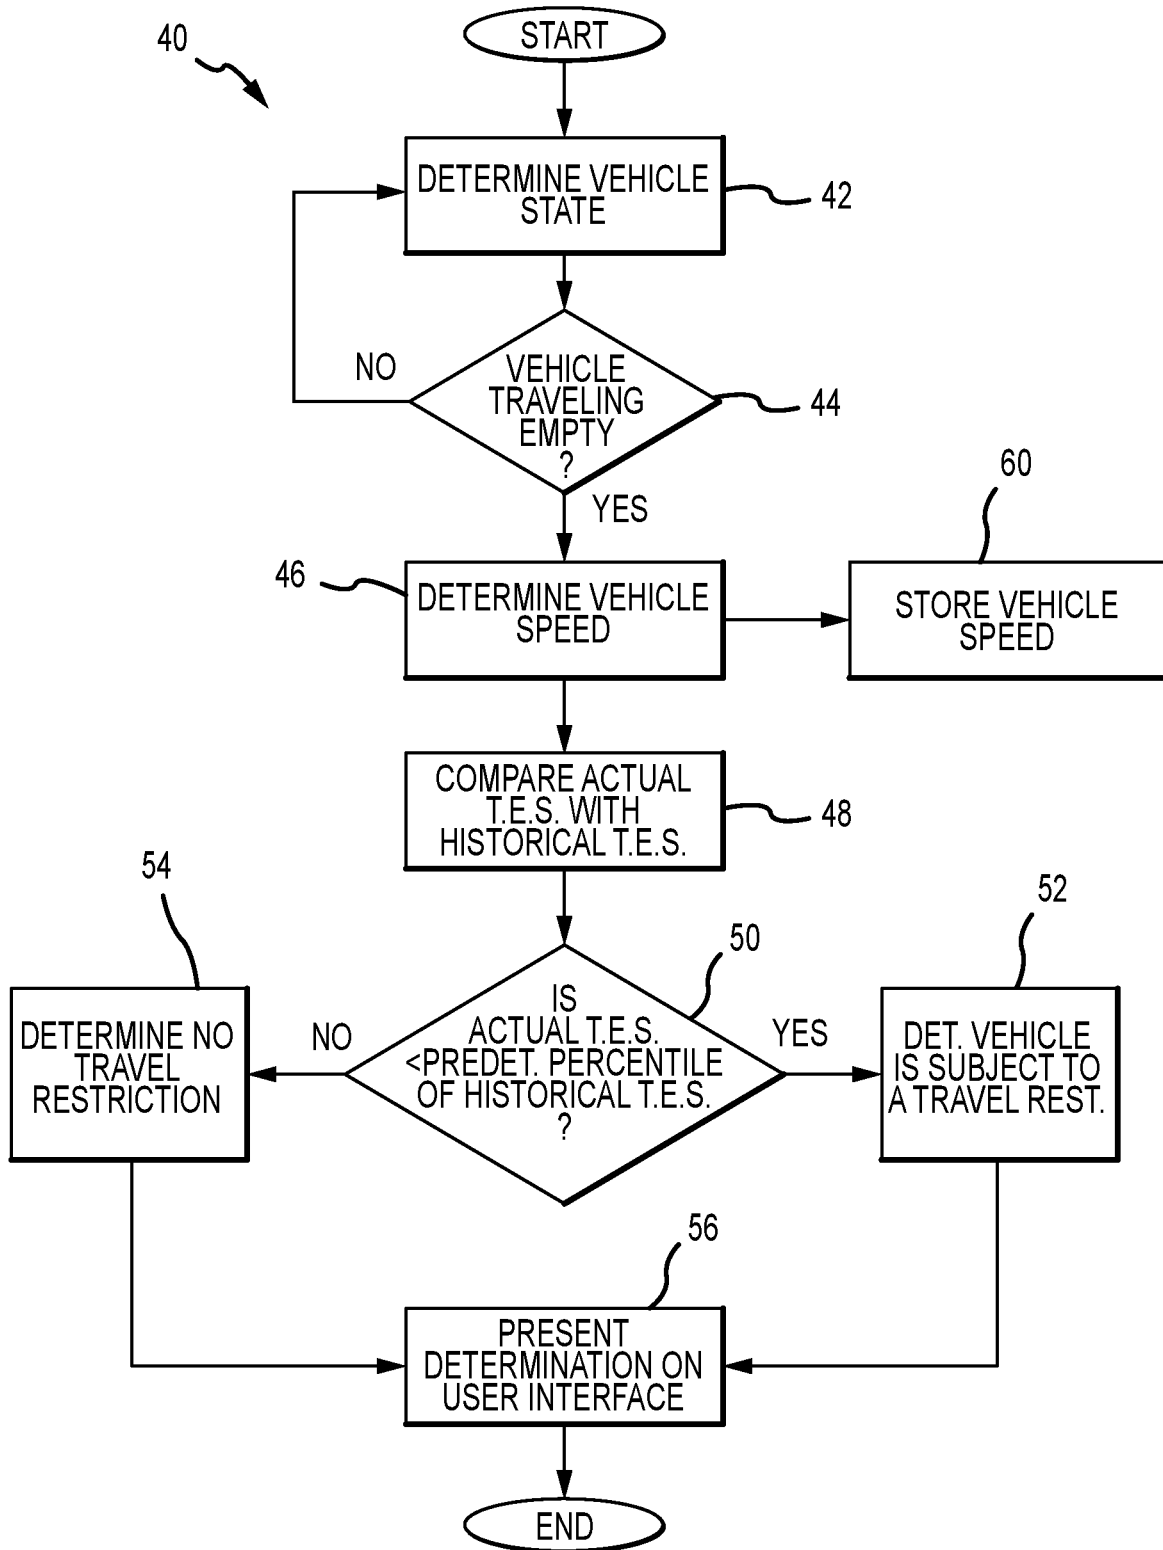 START
40
DETERMINE VEHICLE
STATE
42
NO
VEHICLE
TRAVELING
EMPTY
?
44
YES
60
46
DETERMINE VEHICLE
SPEED
STORE VEHICLE
SPEED
COMPARE ACTUAL
T.E.S. WITH
HISTORICAL T.E.S.
48
54
52
50
DETERMINE NO
TRAVEL
RESTRICTION
NO
IS
ACTUAL T.E.S.
<PREDET. PERCENTILE
OF HISTORICAL T.E.S.
?
YES
DET. VEHICLE
IS SUBJECT TO
A TRAVEL REST.
56
PRESENT
DETERMINATION ON
USER INTERFACE
END